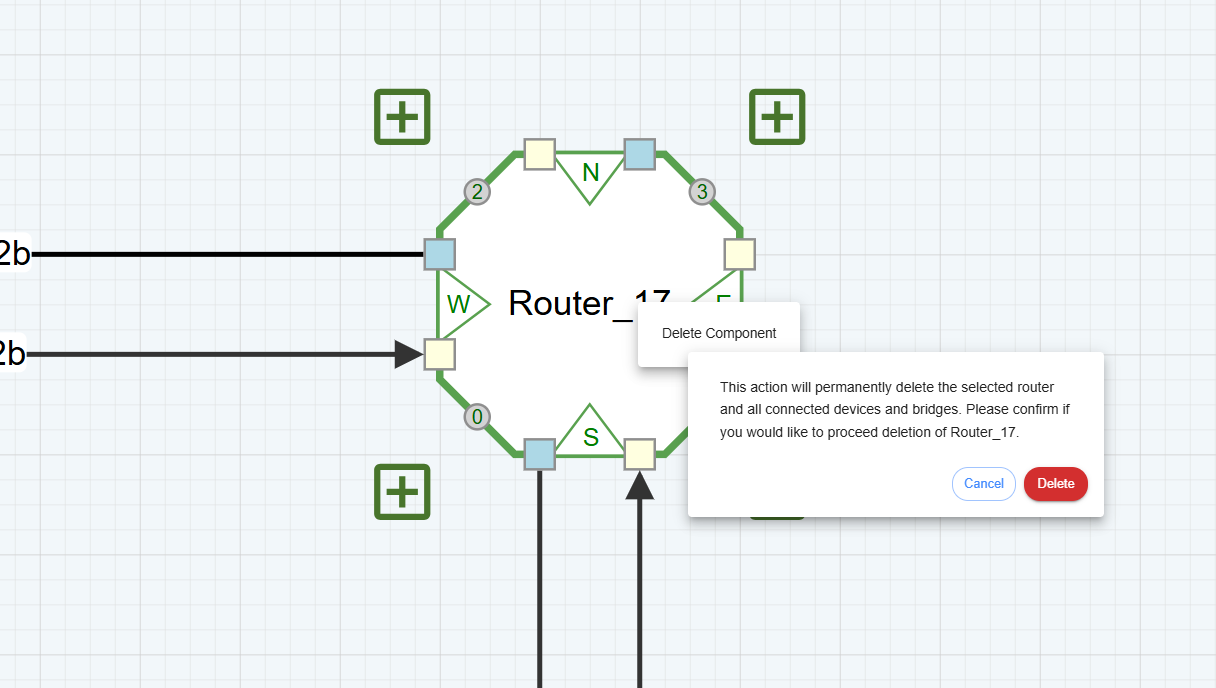 N
2
3
2b
W
Router_17
Delete Component
2b
This action will permanently delete the selected router
and all connected devices and bridges. Please confirm if
you would like to proceed deletion of Router_17.
0
S
Cancel
Delete